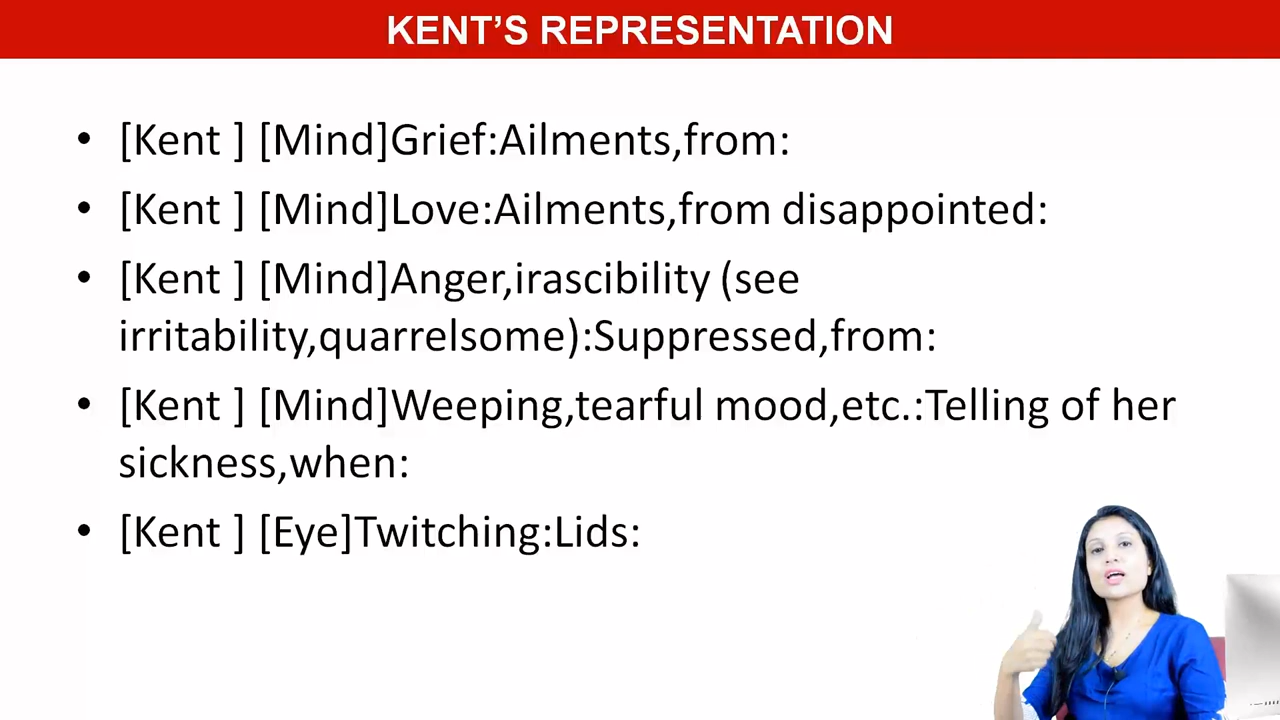 KENT’S REPRESENTATION
• [Kent ] [Mind]Grief:Ailments,from:
• [Kent ] [Mind]Love:Ailments,from disappointed:
• [Kent ] [Mind]Anger,irascibility (see
irritability,quarrelsome):Suppressed,from:
• [Kent ] [Mind]Weeping,tearful mood,etc.:Telling of her
sickness,when:
• [Kent ] [Eye]Twitching:Lids: